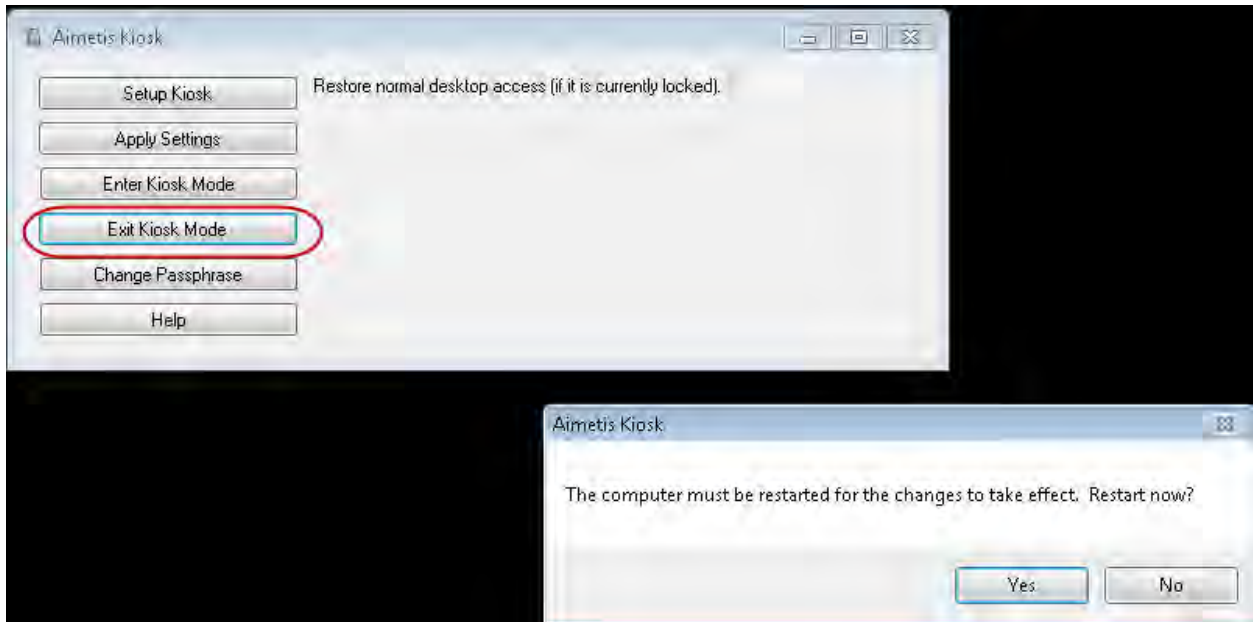 Aimetis Kiosk
Setup Kiosk
Restore normal desktop access (if it is currently locked).
Apply Settings
Enter Kiosk Mode
Exit Kiosk Mode
Change Passphrase
Help
Aimetis Kiosk
The computer must be restarted for the changes to take effect. Restart now?
Yes No